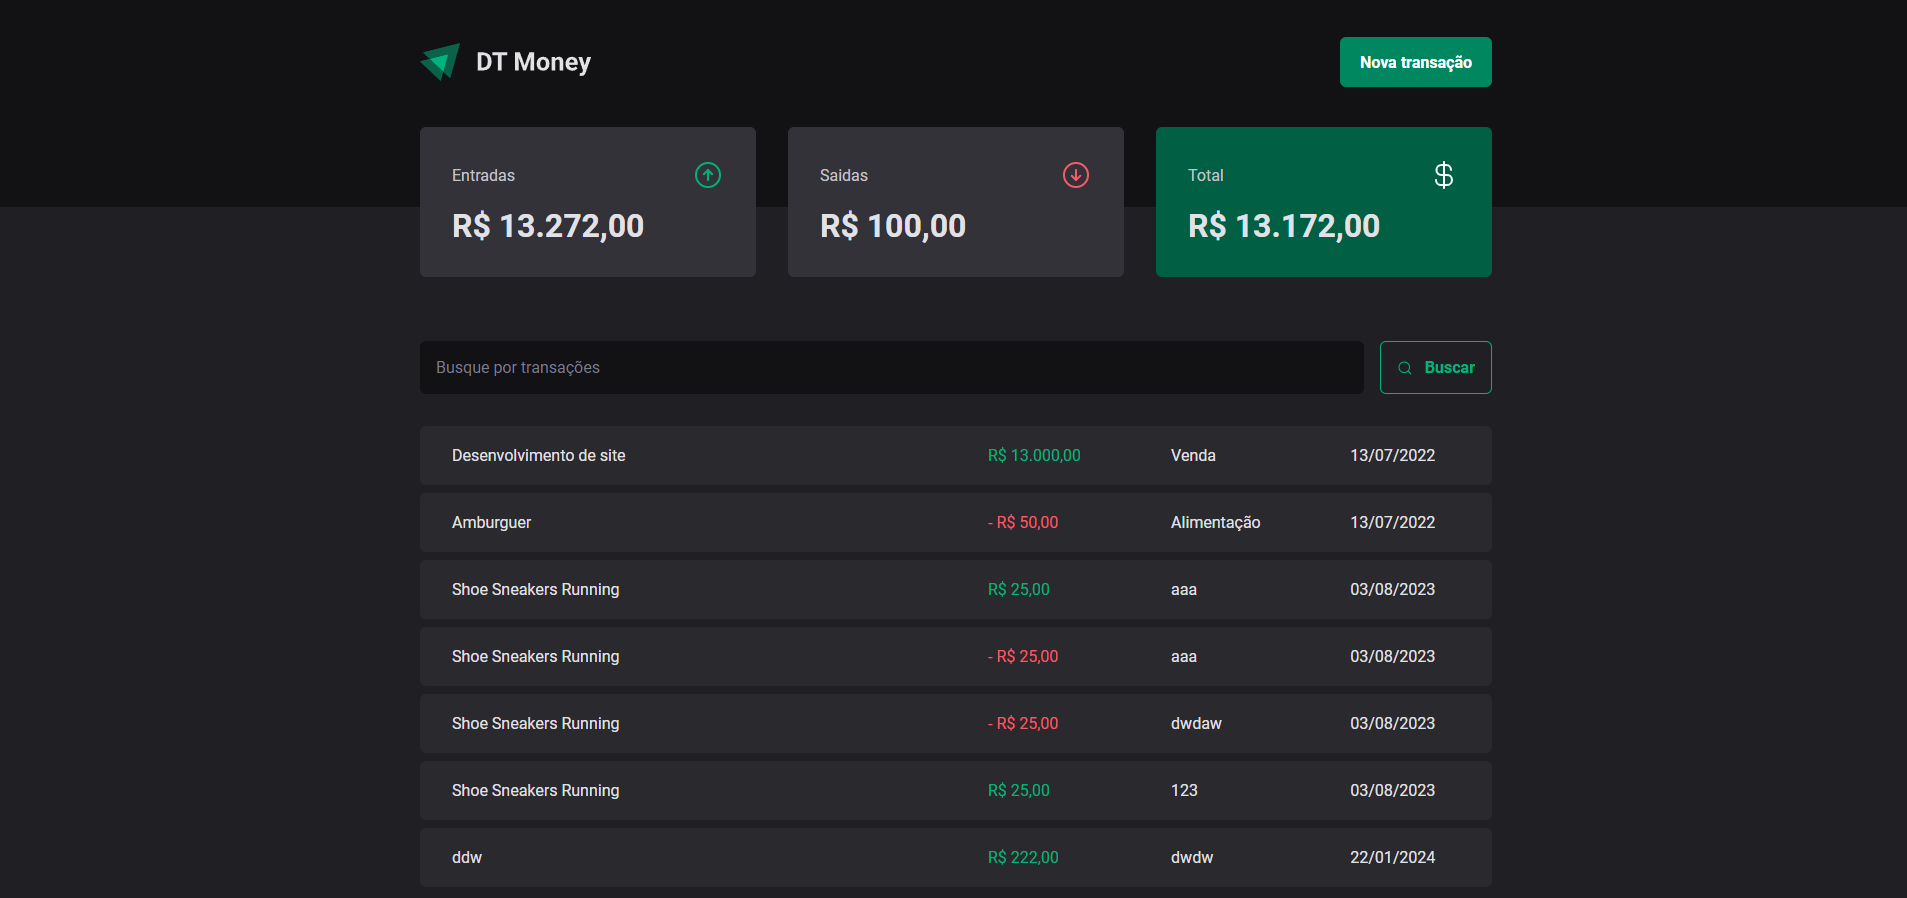 DT Money
Nova transação
Entradas
R$ 13.272,00
Saidas
R$ 100,00
Total
R$ 13.172,00
Busque por transações
Buscar
Desenvolvimento de site R$ 13.000,00 Venda 13/07/2022
Amburguer - R$ 50,00 Alimentação 13/07/2022
Shoe Sneakers Running R$ 25,00 aaa 03/08/2023
Shoe Sneakers Running - R$ 25,00 aaa 03/08/2023
Shoe Sneakers Running - R$ 25,00 dwdaw 03/08/2023
Shoe Sneakers Running R$ 25,00 123 03/08/2023
ddw R$ 222,00 dwdw 22/01/2024